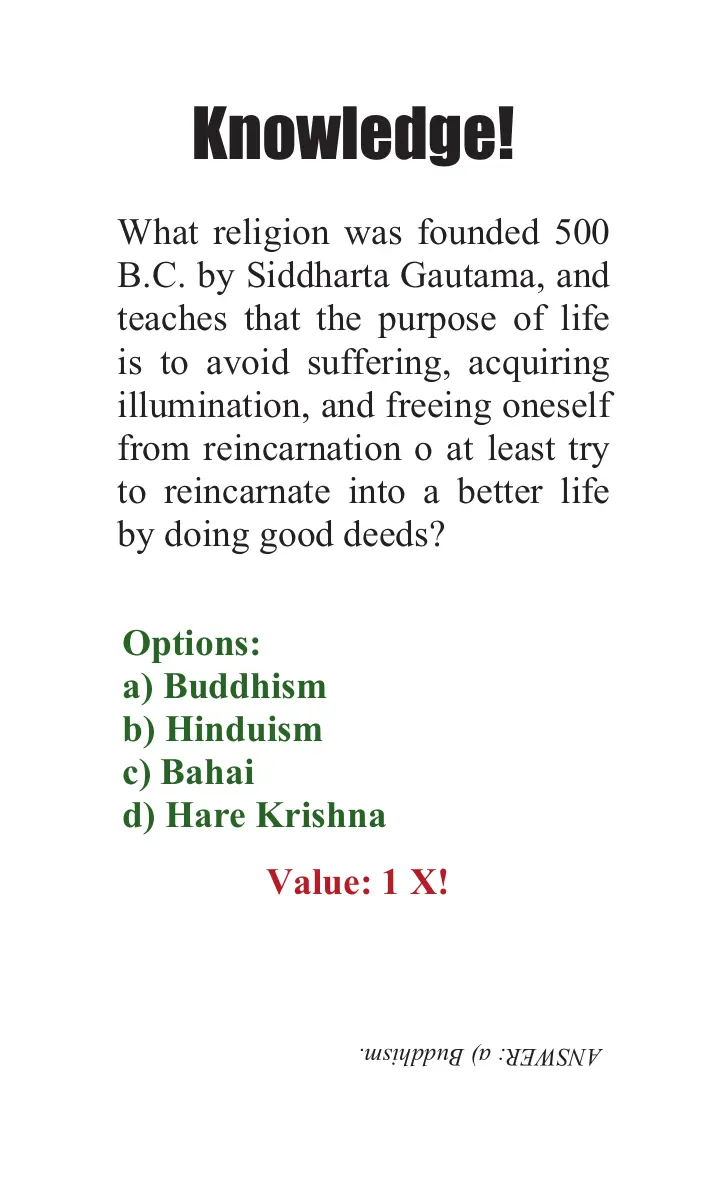 Knowledge!
What religion was founded 500
B.C. by Siddharta Gautama, and
teaches that the purpose of life
is to avoid suffering, acquiring
illumination, and freeing oneself
from reincarnation o at least try
to reincarnate into a better life
by doing good deeds?
Options:
a) Buddhism
b) Hinduism
c) Bahai
d) Hare Krishna
Value: 1 X!
ANSWER: a) Buddhism.